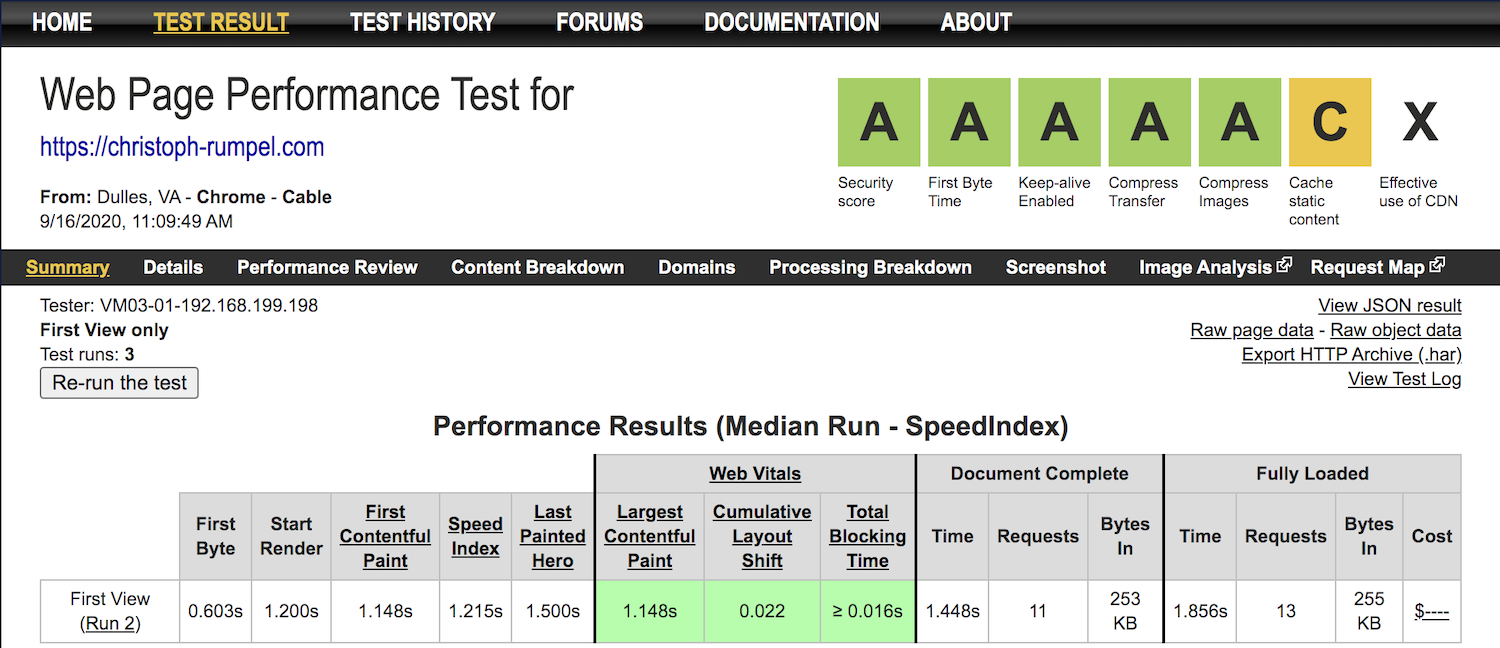 HOME TEST RESULT TEST HISTORY FORUMS DOCUMENTATION ABOUT
Web Page Performance Test for
https://christoph-rumpel.com
From: Dulles, VA - Chrome - Cable
9/16/2020, 11:09:49 AM
A A A A A C X
Security score
First Byte Time
Keep-alive Enabled
Compress Transfer
Compress Images
Cache static content
Effective use of CDN
Summary Details Performance Review Content Breakdown Domains Processing Breakdown Screenshot Image Analysis Request Map
Tester: VM03-01-192.168.199.198
First View only
Test runs: 3
Re-run the test
View JSON result
Raw page data - Raw object data
Export HTTP Archive (.har)
View Test Log
Performance Results (Median Run - SpeedIndex)
Web Vitals Document Complete Fully Loaded
First Byte
Start Render
First Contentful Paint
Speed Index
Last Painted Hero
Largest Contentful Paint
Cumulative Layout Shift
Total Blocking Time
Time
Requests
Bytes In
Time
Requests
Bytes In
Cost
First View (Run 2)
0.603s 1.200s 1.148s 1.215s 1.500s 1.148s 0.022 ≥ 0.016s 1.448s 11 253 KB 1.856s 13 255 KB $----